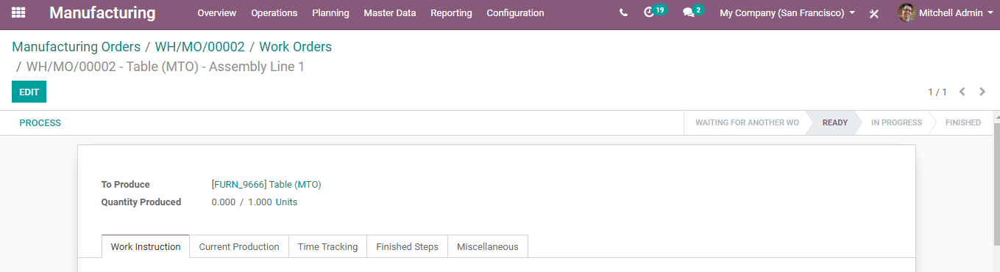 Manufacturing Overview Operations Planning Master Data Reporting Configuration 19 2 My Company (San Francisco) Mitchell Admin
Manufacturing Orders / WH/MO/00002 / Work Orders
/ WH/MO/00002 - Table (MTO) - Assembly Line 1
EDIT 1 / 1
PROCESS WAITING FOR ANOTHER WO READY IN PROGRESS FINISHED
To Produce [FURN_9666] Table (MTO)
Quantity Produced 0.000 / 1.000 Units
Work Instruction Current Production Time Tracking Finished Steps Miscellaneous